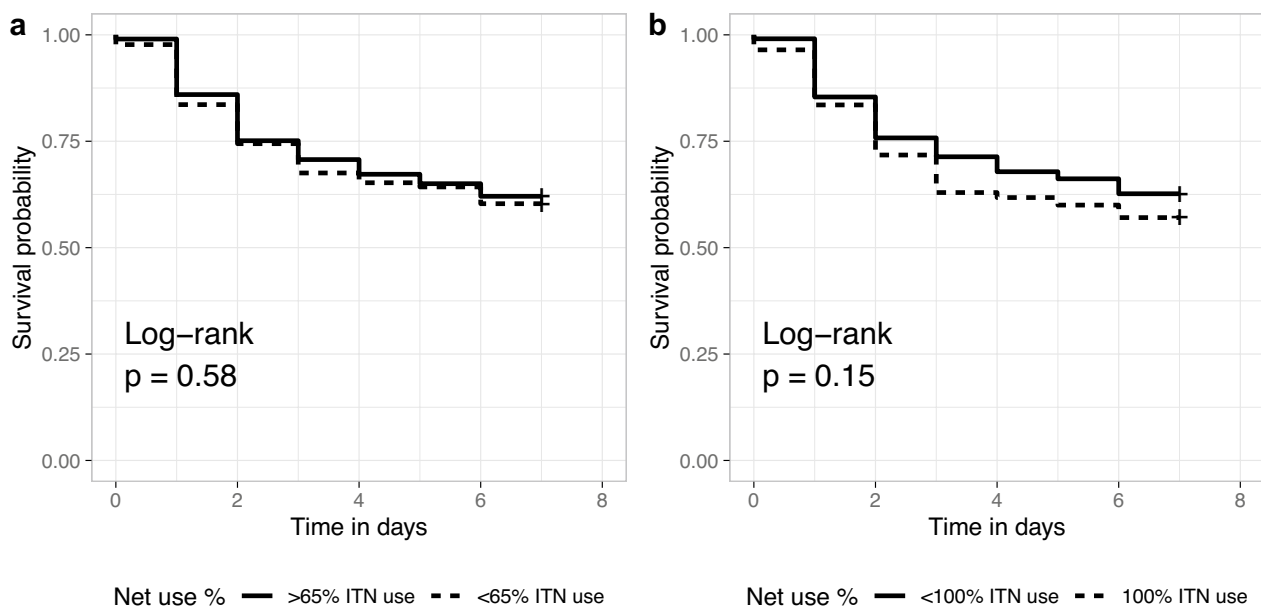 a
1.00
0.75
0.50
0.25
0.00
Survival probability
Log−rank
p = 0.58
0 2 4 6 8
Time in days
Net use % >65% ITN use <65% ITN use
b
1.00
0.75
0.50
0.25
0.00
Survival probability
Log−rank
p = 0.15
0 2 4 6 8
Time in days
Net use % <100% ITN use 100% ITN use